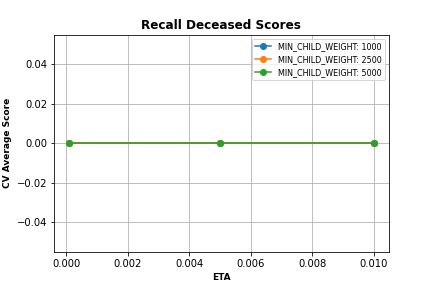 Recall Deceased Scores
MIN_CHILD_WEIGHT: 1000
MIN_CHILD_WEIGHT: 2500
MIN_CHILD_WEIGHT: 5000
CV Average Score
0.04
0.02
0.00
−0.02
−0.04
0.000 0.002 0.004 0.006 0.008 0.010
ETA